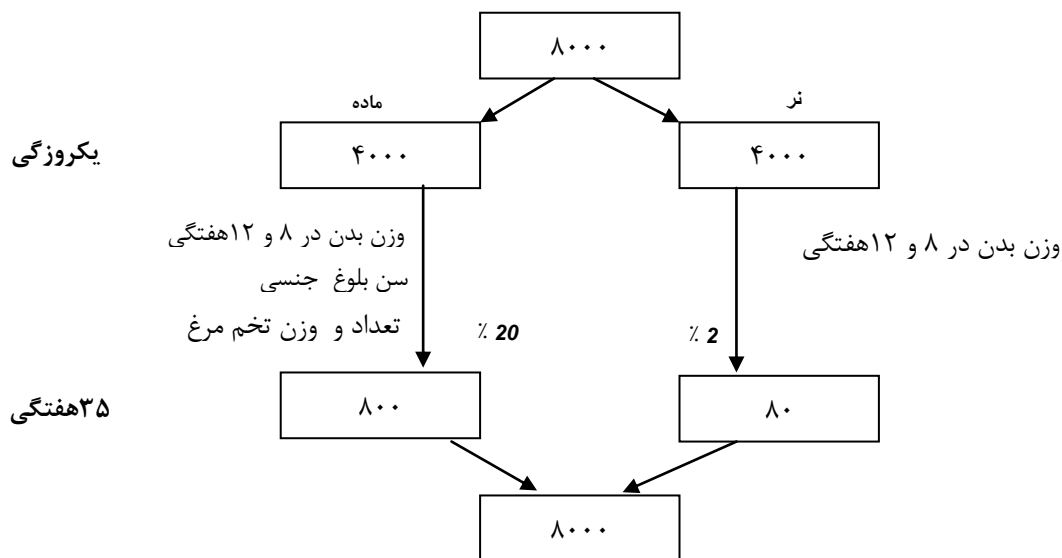 ۸۰۰۰
نر
ماده
یکروزگی
۴۰۰۰
۴۰۰۰
وزن بدن در ۸ و ۱۲هفتگی
وزن بدن در ۸ و ۱۲هفتگی
سن بلوغ جنسی
تعداد و وزن تخم مرغ
٪ 2
٪ 20
۳۵هفتگی
۸۰
۸۰۰
۸۰۰۰